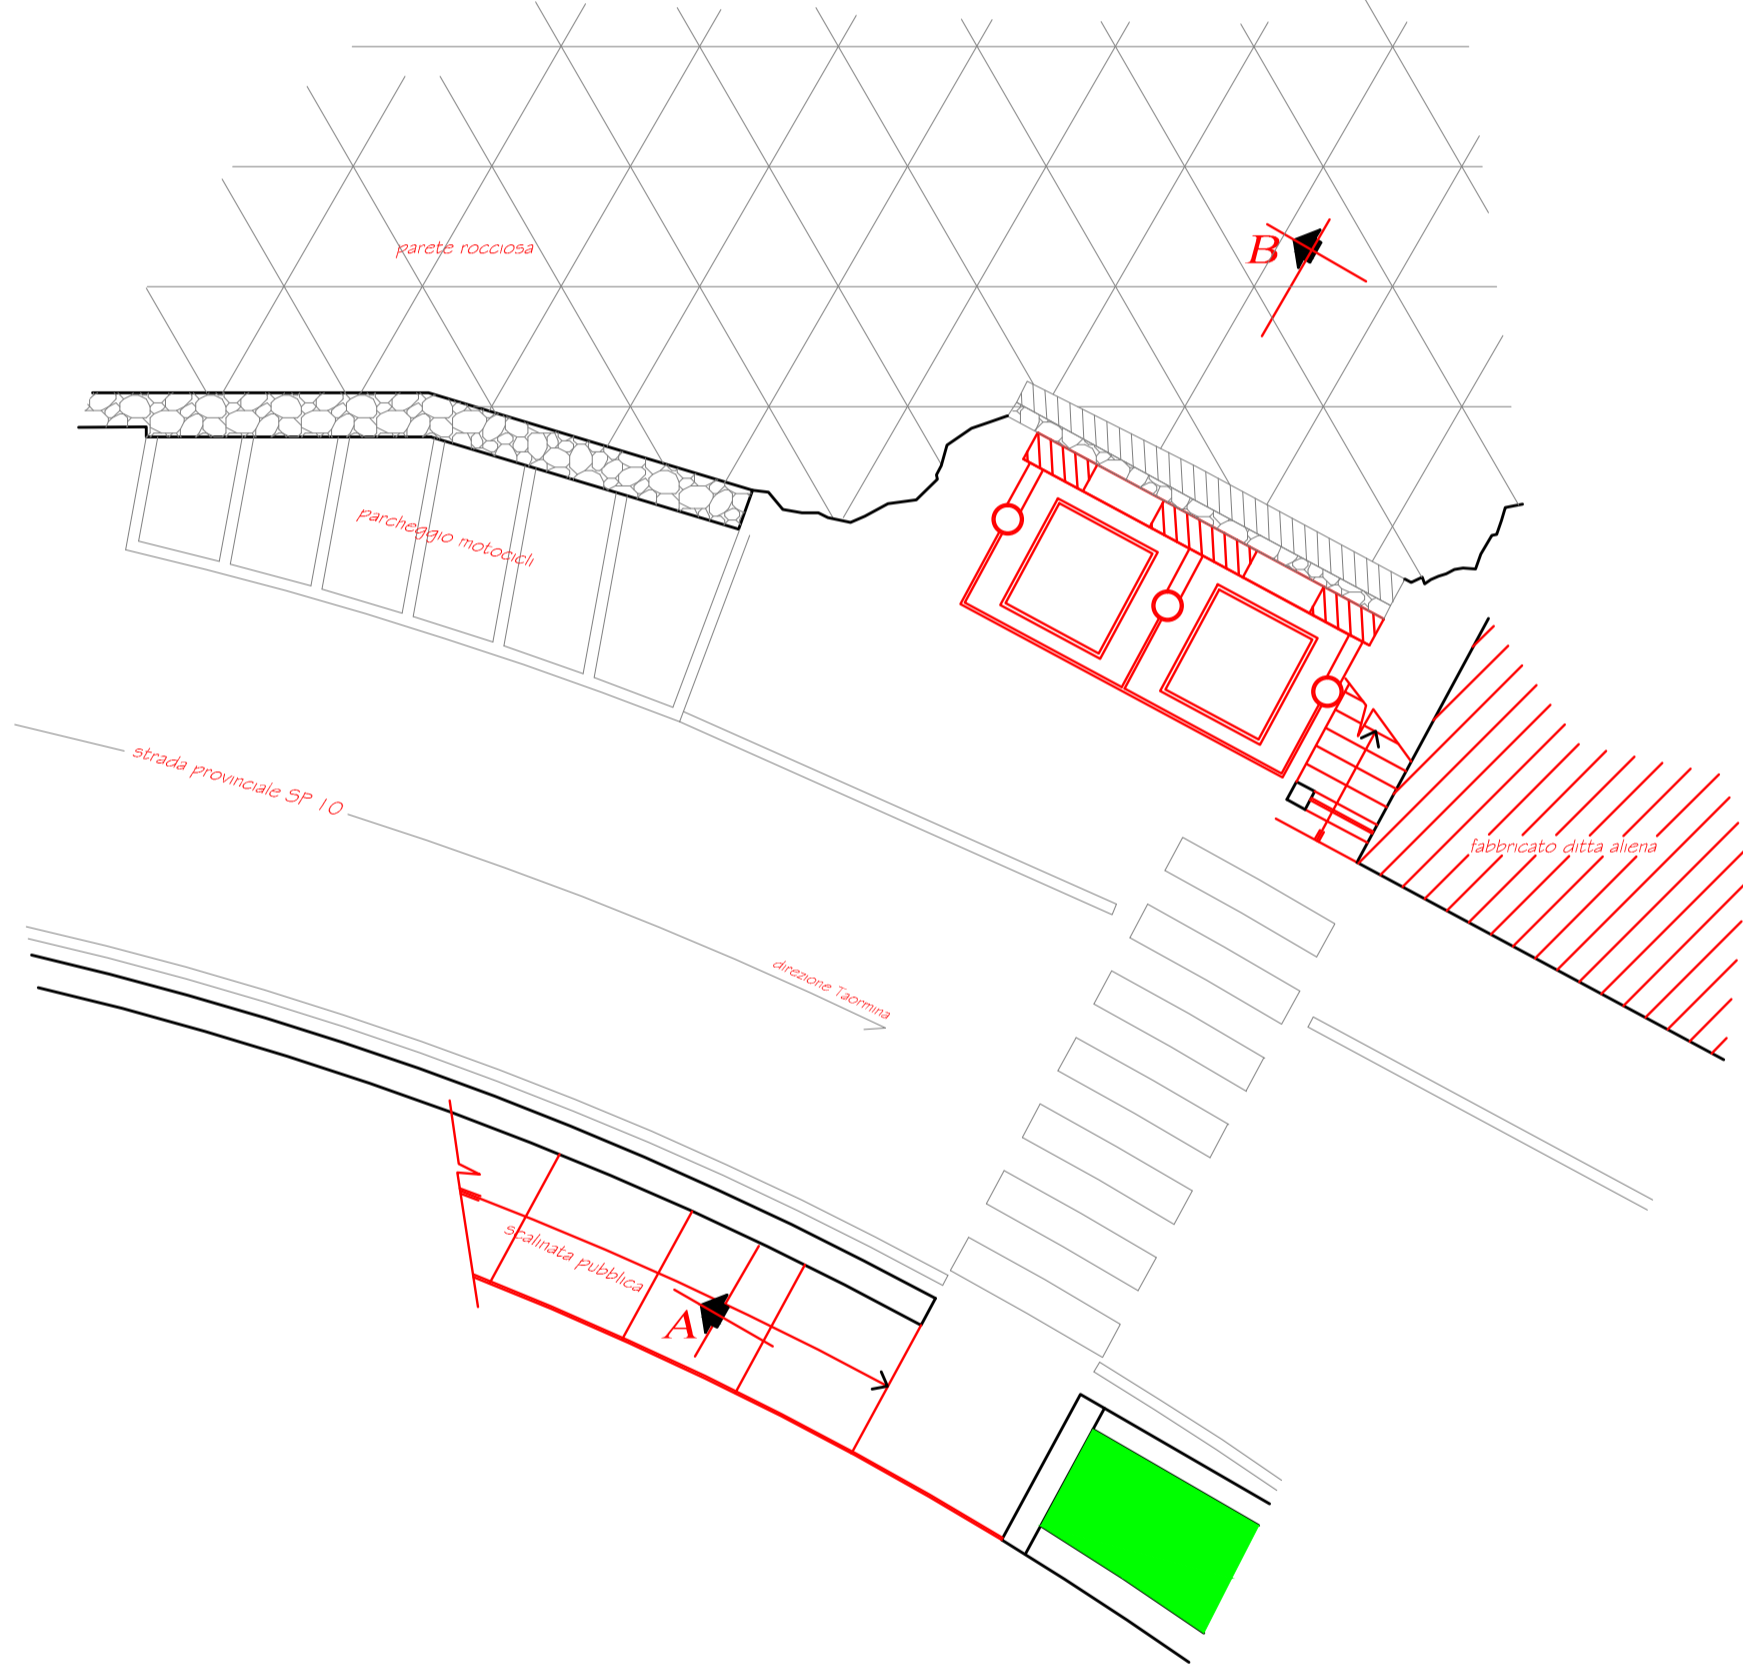 parete rocciosa
B
parcheggio motocicli
strada provinciale SP 10
fabbricato ditta aliena
direzione Taormina
scalinata pubblica
A